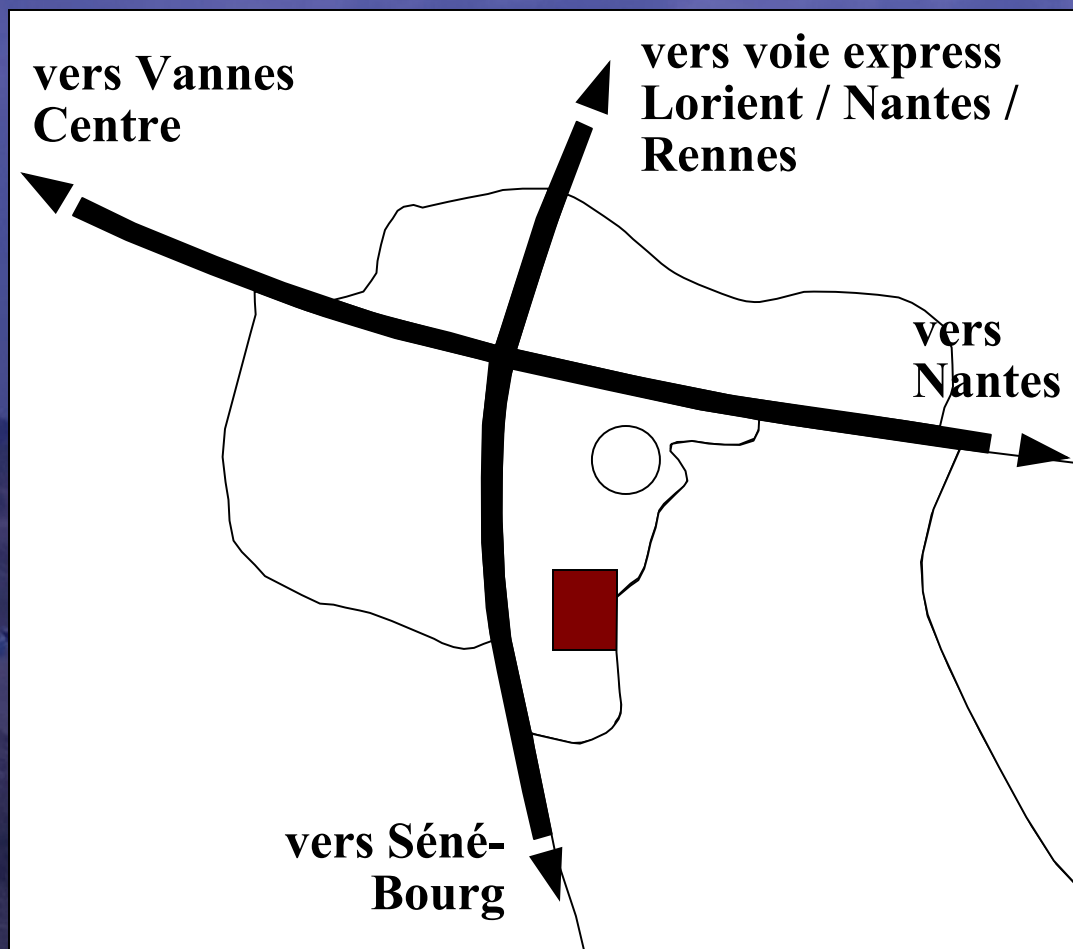 vers Vannes
Centre
vers voie express
Lorient / Nantes /
Rennes
vers
Nantes
vers Séné-
Bourg